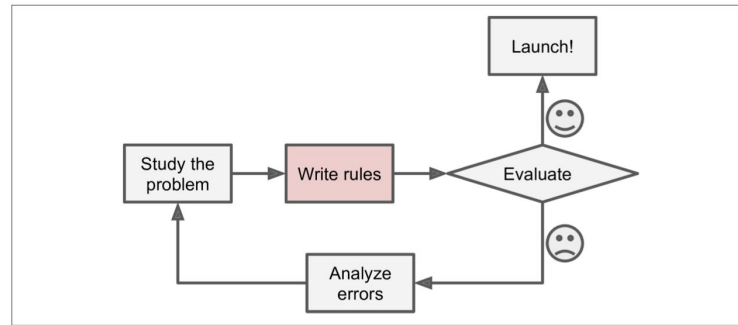 Launch!
Study the
problem
Write rules
Evaluate
Analyze
errors